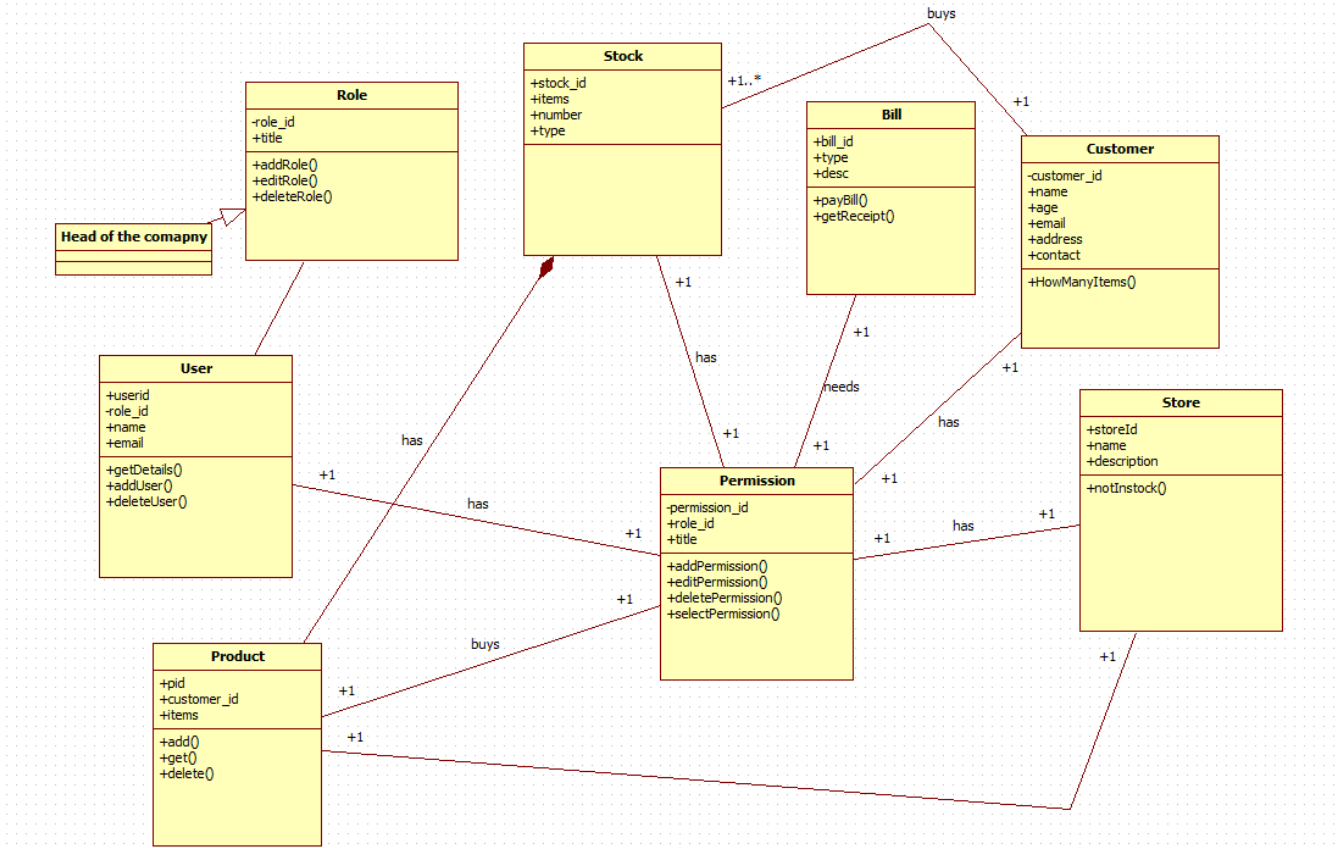 buys
Stock
+stock_id
+items
+number
+type
+1..*
+1
Role
-role_id
+title
+addRole()
+editRole()
+deleteRole()
Bill
+bill_id
+type
+desc
+payBill()
+getReceipt()
Customer
-customer_id
+name
+age
+email
+address
+contact
+HowManyItems()
Head of the comapny
+1
has
+1
+1
needs
+1
+1
has
+1
User
+userid
-role_id
+name
+email
+getDetails()
+addUser()
+deleteUser()
has
Store
+storeId
+name
+description
+notInstock()
+1
has
+1
Permission
-permission_id
+role_id
+title
+addPermission()
+editPermission()
+deletePermission()
+selectPermission()
+1
has
+1
+1
buys
+1
Product
+pid
+customer_id
+items
+add()
+get()
+delete()
+1
+1